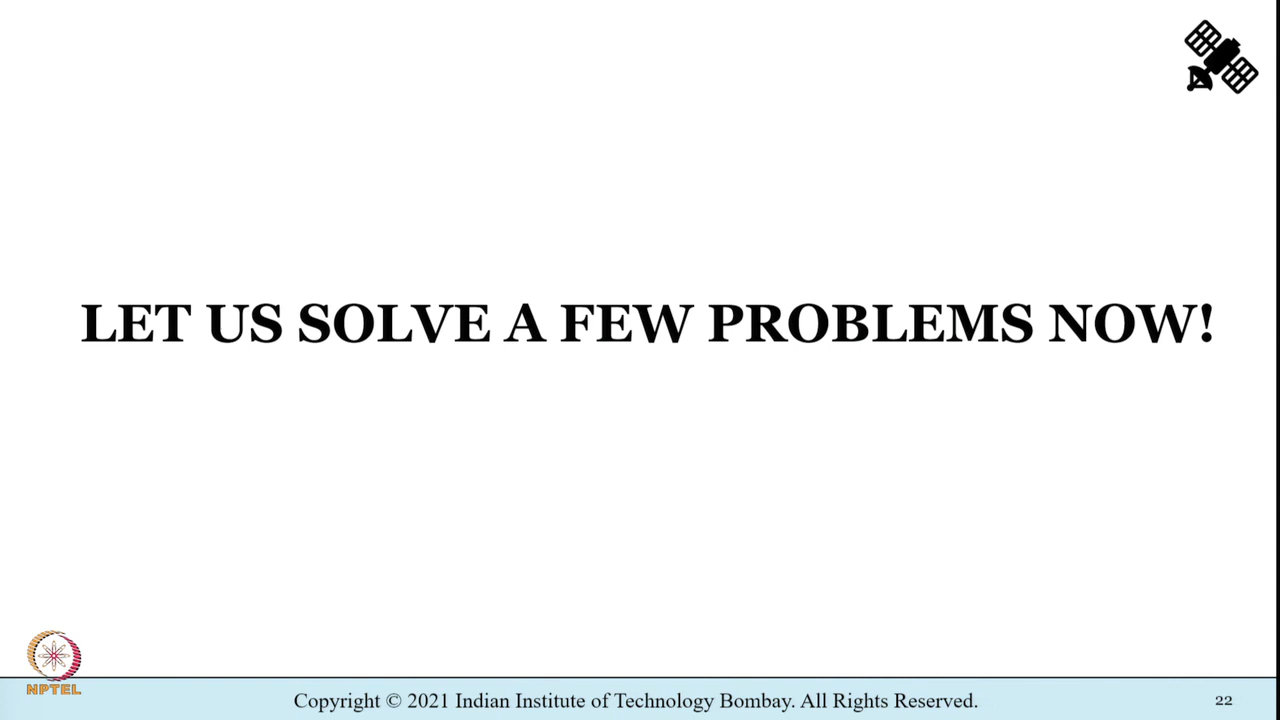 LET US SOLVE A FEW PROBLEMS NOW!
NPTEL
Copyright © 2021 Indian Institute of Technology Bombay. All Rights Reserved.
22